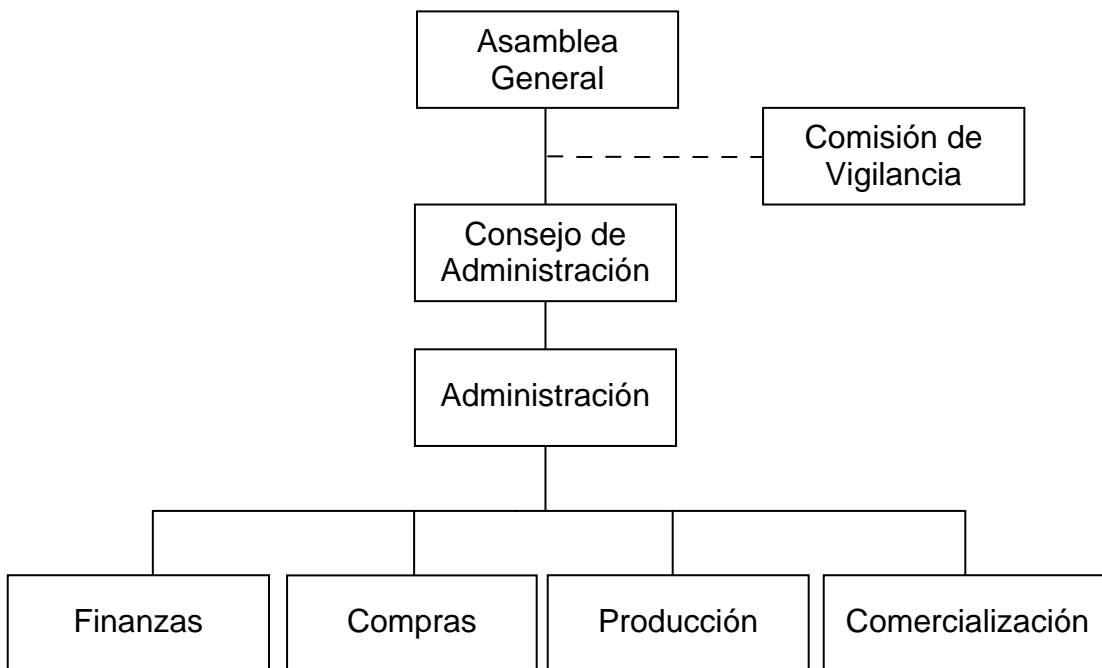 Asamblea
General
Comisión de
Vigilancia
Consejo de
Administración
Administración
Finanzas
Compras
Producción
Comercialización